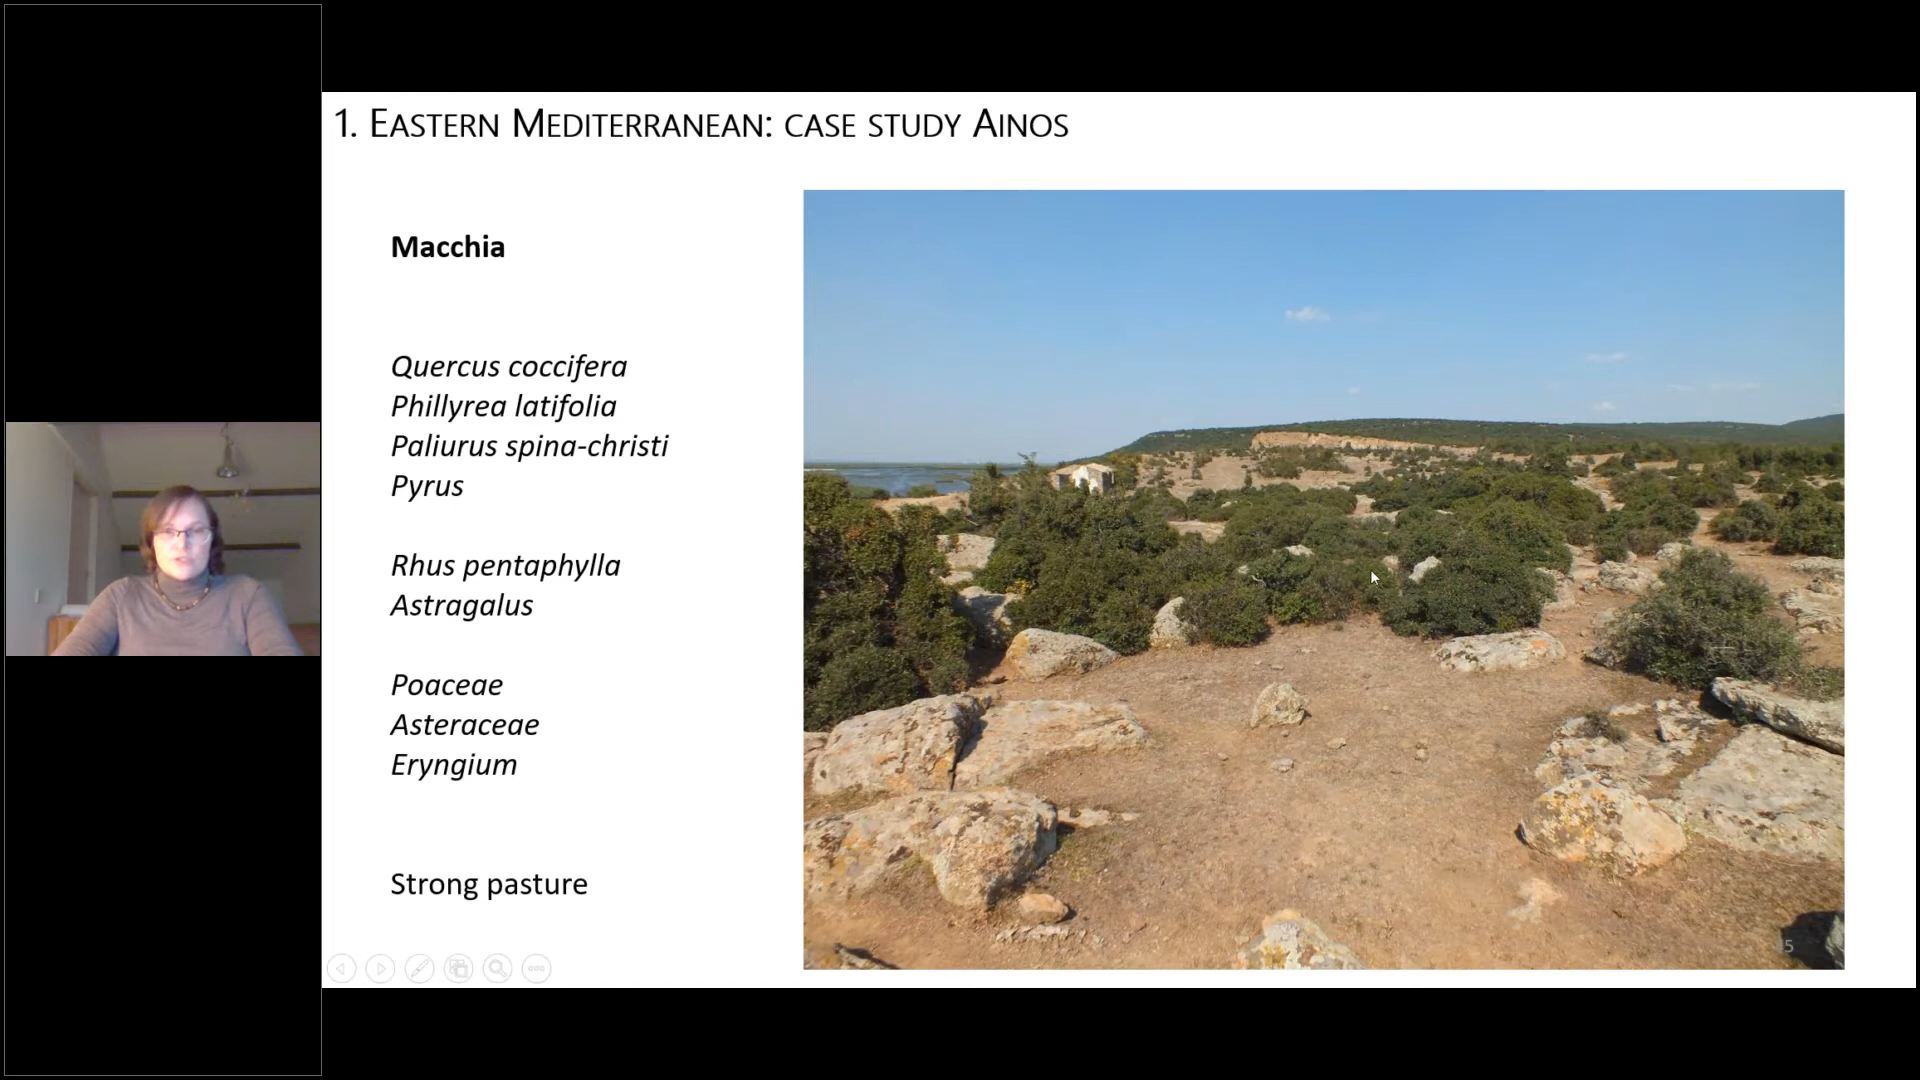 1. Eastern Mediterranean: case study Ainos
Macchia
Quercus coccifera
Phillyrea latifolia
Paliurus spina-christi
Pyrus
Rhus pentaphylla
Astragalus
Poaceae
Asteraceae
Eryngium
Strong pasture
5